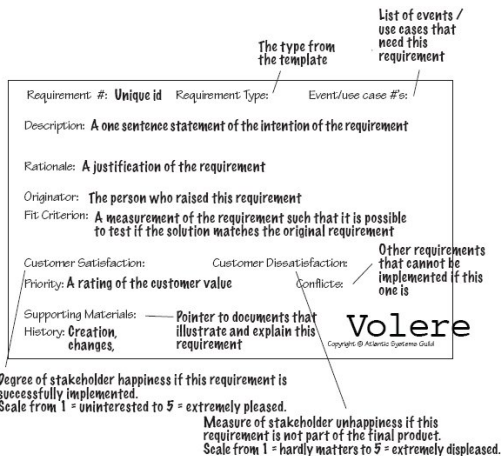 List of events /
use cases that
need this
requirement
The type from
the template
Requirement #: Unique id Requirement Type: Event/use case #'s:
Description: A one sentence statement of the intention of the requirement
Rationale: A justification of the requirement
Originator: The person who raised this requirement
Fit Criterion: A measurement of the requirement such that it is possible
to test if the solution matches the original requirement
Other requirements
that cannot be
implemented if this
one is
Customer Satisfaction: Customer Dissatisfaction:
Priority: A rating of the customer value Conflicts:
Supporting Materials: Pointer to documents that
illustrate and explain this
requirement
History: Creation,
changes,
Volere
Copyright © Atlantic Systems Guild
Degree of stakeholder happiness if this requirement is
successfully implemented.
Scale from 1 = uninterested to 5 = extremely pleased.
Measure of stakeholder unhappiness if this
requirement is not part of the final product.
Scale from 1 = hardly matters to 5 = extremely displeased.